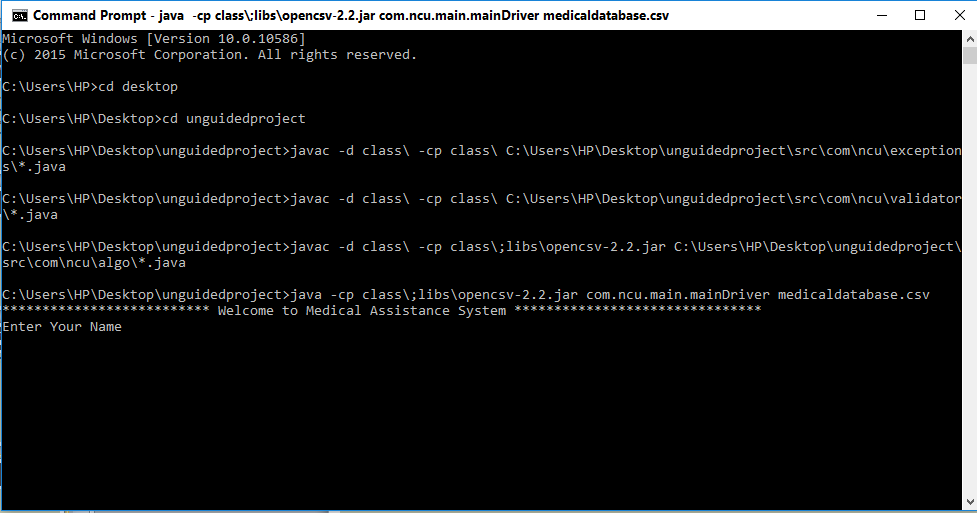 Command Prompt - java -cp class\;libs\opencsv-2.2.jar com.ncu.main.mainDriver medicaldatabase.csv
Microsoft Windows [Version 10.0.10586]
(c) 2015 Microsoft Corporation. All rights reserved.
C:\Users\HP>cd desktop
C:\Users\HP\Desktop>cd unguidedproject
C:\Users\HP\Desktop\unguidedproject>javac -d class\ -cp class\ C:\Users\HP\Desktop\unguidedproject\src\com\ncu\exception
s\*.java
C:\Users\HP\Desktop\unguidedproject>javac -d class\ -cp class\ C:\Users\HP\Desktop\unguidedproject\src\com\ncu\validator
\*.java
C:\Users\HP\Desktop\unguidedproject>javac -d class\ -cp class\;libs\opencsv-2.2.jar C:\Users\HP\Desktop\unguidedproject\
src\com\ncu\algo\*.java
C:\Users\HP\Desktop\unguidedproject>java -cp class\;libs\opencsv-2.2.jar com.ncu.main.mainDriver medicaldatabase.csv
************************** Welcome to Medical Assistance System *******************************
Enter Your Name